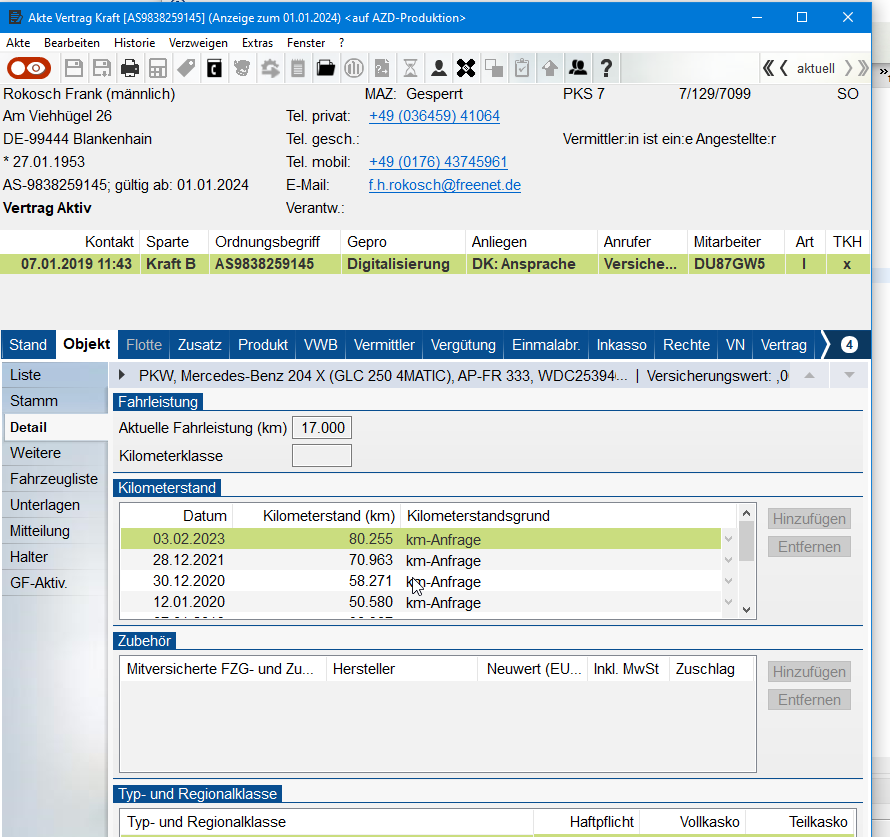 Akte Vertrag Kraft [AS9838259145] (Anzeige zum 01.01.2024) <auf AZD-Produktion>
Akte Bearbeiten Historie Verzweigen Extras Fenster ?
aktuell
Rokosch Frank (männlich) MAZ: Gesperrt PKS 7 7/129/7099 SO
Am Viehhügel 26 Tel. privat: +49 (036459) 41064
DE-99444 Blankenhain Tel. gesch.: Vermittler:in ist ein:e Angestellte:r
* 27.01.1953 Tel. mobil: +49 (0176) 43745961
AS-9838259145; gültig ab: 01.01.2024 E-Mail: f.h.rokosch@freenet.de
Vertrag Aktiv Verantw.:
Kontakt Sparte Ordnungsbegriff Gepro Anliegen Anrufer Mitarbeiter Art TKH
07.01.2019 11:43 Kraft B AS9838259145 Digitalisierung DK: Ansprache Versiche... DU87GW5 I x
Stand Objekt Flotte Zusatz Produkt VWB Vermittler Vergütung Einmalabr. Inkasso Rechte VN Vertrag 4
Liste
Stamm
Detail
Weitere
Fahrzeugliste
Unterlagen
Mitteilung
Halter
GF-Aktiv.
PKW, Mercedes-Benz 204 X (GLC 250 4MATIC), AP-FR 333, WDC25394... | Versicherungswert: ,0
Fahrleistung
Aktuelle Fahrleistung (km) 17.000
Kilometerklasse
Kilometerstand
Datum Kilometerstand (km) Kilometerstandsgrund
03.02.2023 80.255 km-Anfrage
28.12.2021 70.963 km-Anfrage
30.12.2020 58.271 km-Anfrage
12.01.2020 50.580 km-Anfrage
Hinzufügen
Entfernen
Zubehör
Mitversicherte FZG- und Zu... Hersteller Neuwert (EU... Inkl. MwSt Zuschlag
Hinzufügen
Entfernen
Typ- und Regionalklasse
Typ- und Regionalklasse Haftpflicht Vollkasko Teilkasko